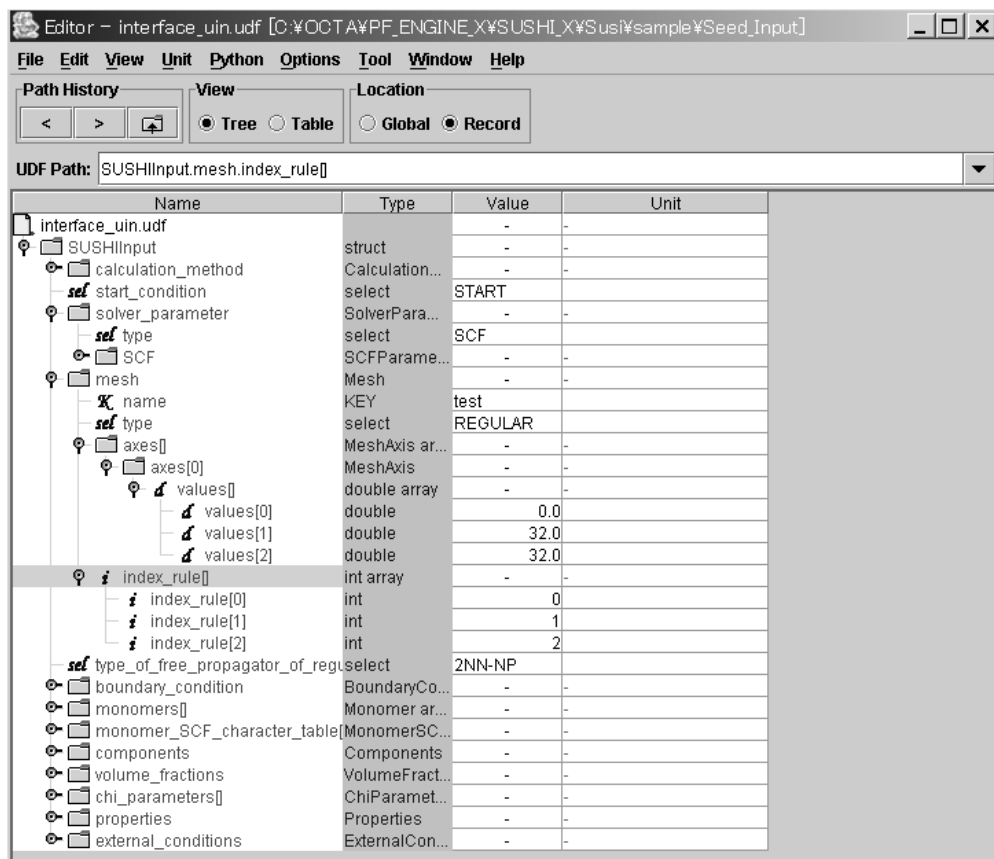 Editor – interface_uin.udf [C:¥OCTA¥PF_ENGINE_X¥SUSHI_X¥Susi¥sample¥Seed_Input]
File Edit View Unit Python Options Tool Window Help
Path History View Location
< > Tree Table Global Record
UDF Path: SUSHIInput.mesh.index_rule[]
Name Type Value Unit
interface_uin.udf - -
SUSHIInput struct - -
calculation_method Calculation... - -
sel start_condition select START
solver_parameter SolverPara... - -
sel type select SCF
SCF SCFParame... - -
mesh Mesh - -
K name KEY test
sel type select REGULAR
axes[] MeshAxis ar... - -
axes[0] MeshAxis - -
d values[] double array - -
d values[0] double 0.0
d values[1] double 32.0
d values[2] double 32.0
i index_rule[] int array - -
i index_rule[0] int 0
i index_rule[1] int 1
i index_rule[2] int 2
sel type_of_free_propagator_of_regu select 2NN-NP
boundary_condition BoundaryCo... - -
monomers[] Monomer ar... - -
monomer_SCF_character_table[ MonomerSC... - -
components Components - -
volume_fractions VolumeFract... - -
chi_parameters[] ChiParamet... - -
properties Properties - -
external_conditions ExternalCon... - -